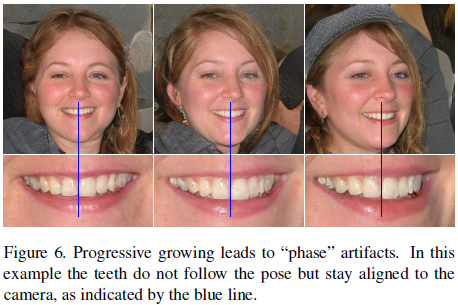 Figure 6. Progressive growing leads to “phase” artifacts. In this
example the teeth do not follow the pose but stay aligned to the
camera, as indicated by the blue line.